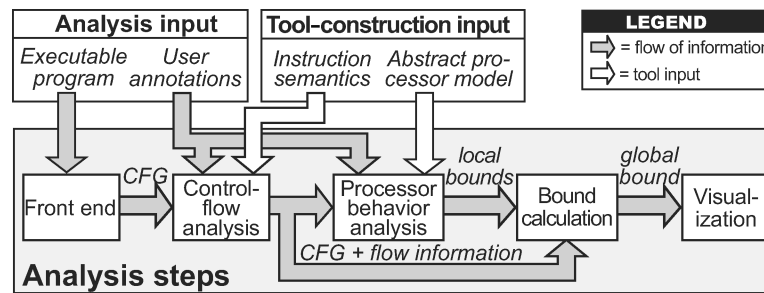 Analysis input
Executable
program
User
annotations
Tool-construction input
Instruction
semantics
Abstract pro-
cessor model
LEGEND
= flow of information
= tool input
CFG
local
bounds
global
bound
Front end
Control-
flow
analysis
Processor
behavior
analysis
Bound
calculation
Visual-
ization
CFG + flow information
Analysis steps